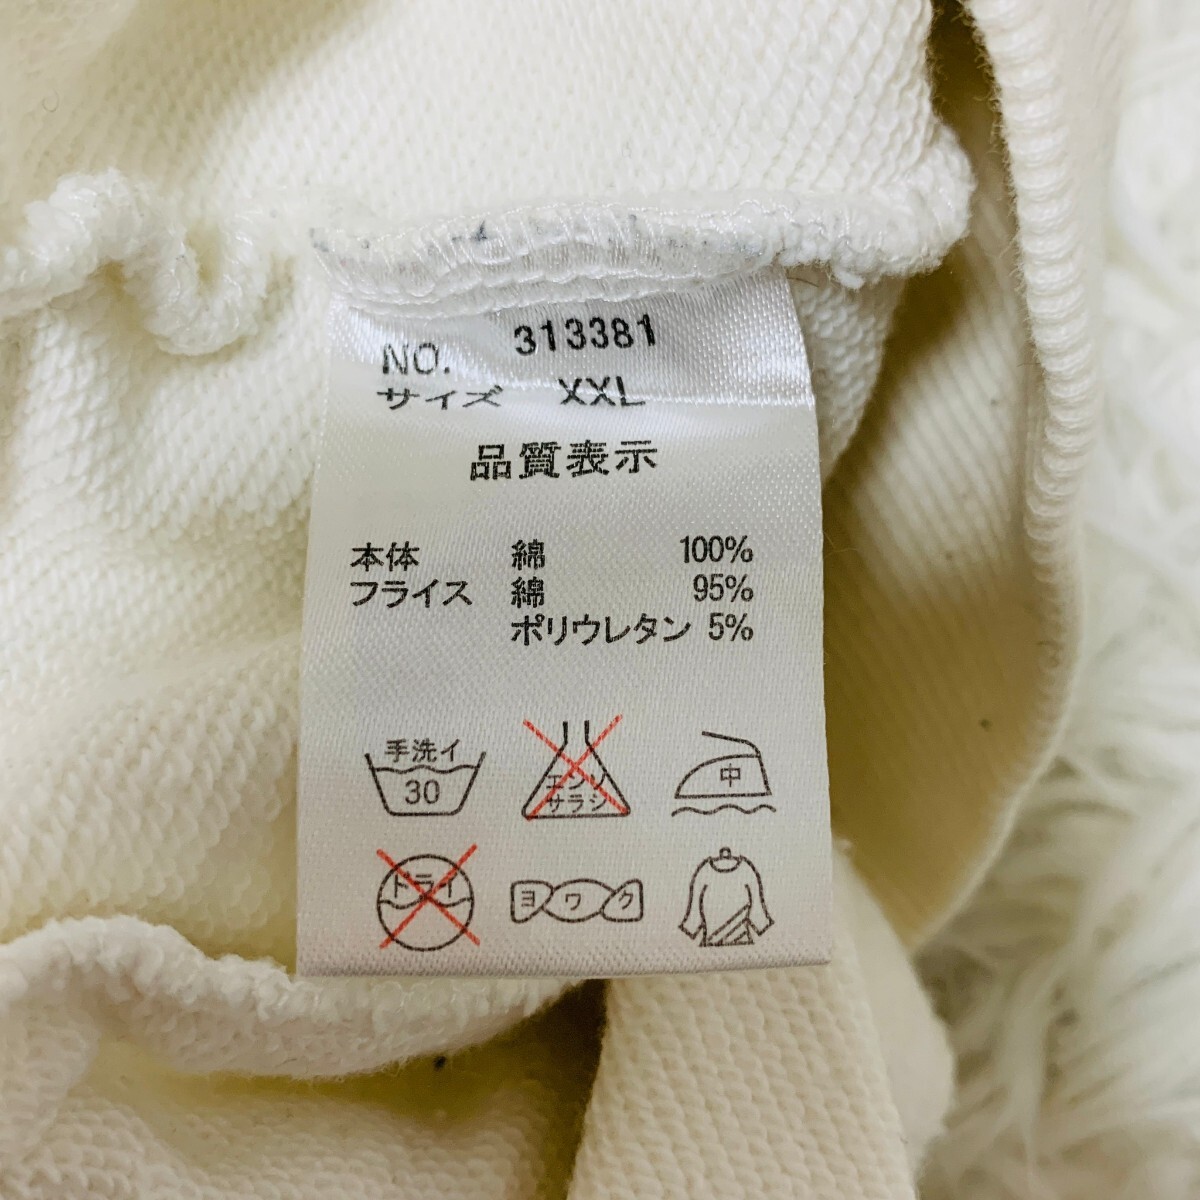 NO. 313381
サイズ XXL
品質表示
本体 綿 100%
フライス 綿 95%
ポリウレタン 5%
手洗イ
30
エンソ
サラシ
中
ドライ
ヨワク